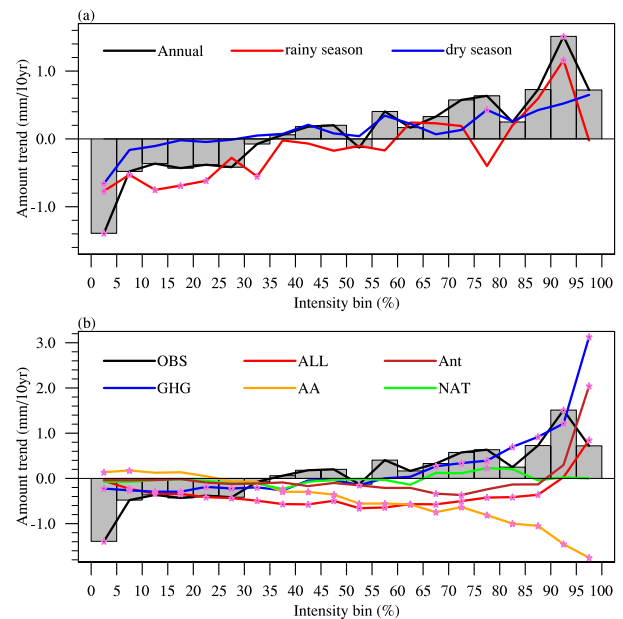 (a)
Annual rainy season dry season
Amount trend (mm/10yr)
1.0
0.0
-1.0
0 5 10 15 20 25 30 35 40 45 50 55 60 65 70 75 80 85 90 95 100
Intensity bin (%)
(b)
OBS ALL Ant
GHG AA NAT
Amount trend (mm/10yr)
3.0
2.0
1.0
0.0
-1.0
0 5 10 15 20 25 30 35 40 45 50 55 60 65 70 75 80 85 90 95 100
Intensity bin (%)